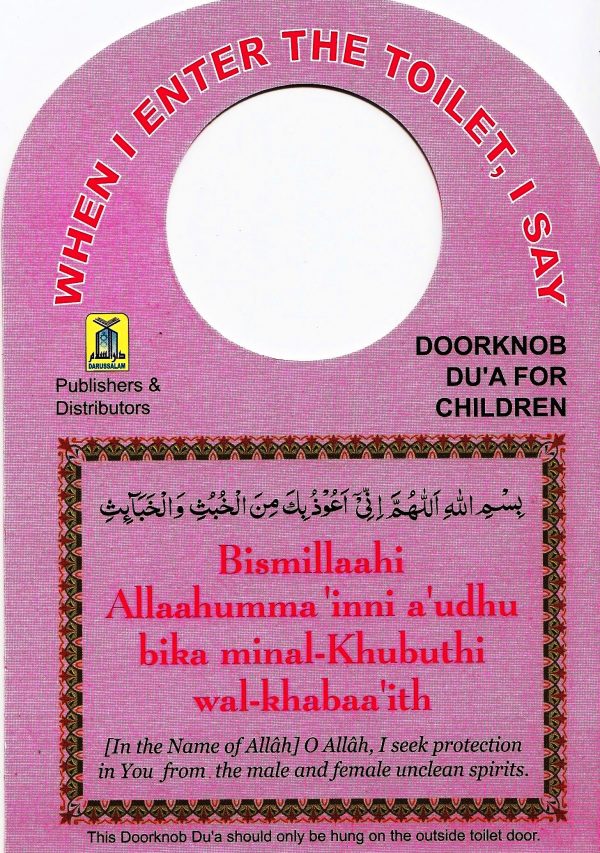 WHEN I ENTER THE TOILET, I SAY
دار السلام
DARUSSALAM
Publishers &
Distributors
DOORKNOB
DU'A FOR
CHILDREN
بِسْمِ اللهِ اَللّٰهُمَّ اِنِّىْٓ اَعُوْذُ بِكَ مِنَ الْخُبُثِ وَالْخَبَآئِثِ
Bismillaahi
Allaahumma 'inni a'udhu
bika minal-Khubuthi
wal-khabaa'ith
[In the Name of Allâh] O Allâh, I seek protection
in You from the male and female unclean spirits.
This Doorknob Du'a should only be hung on the outside toilet door.